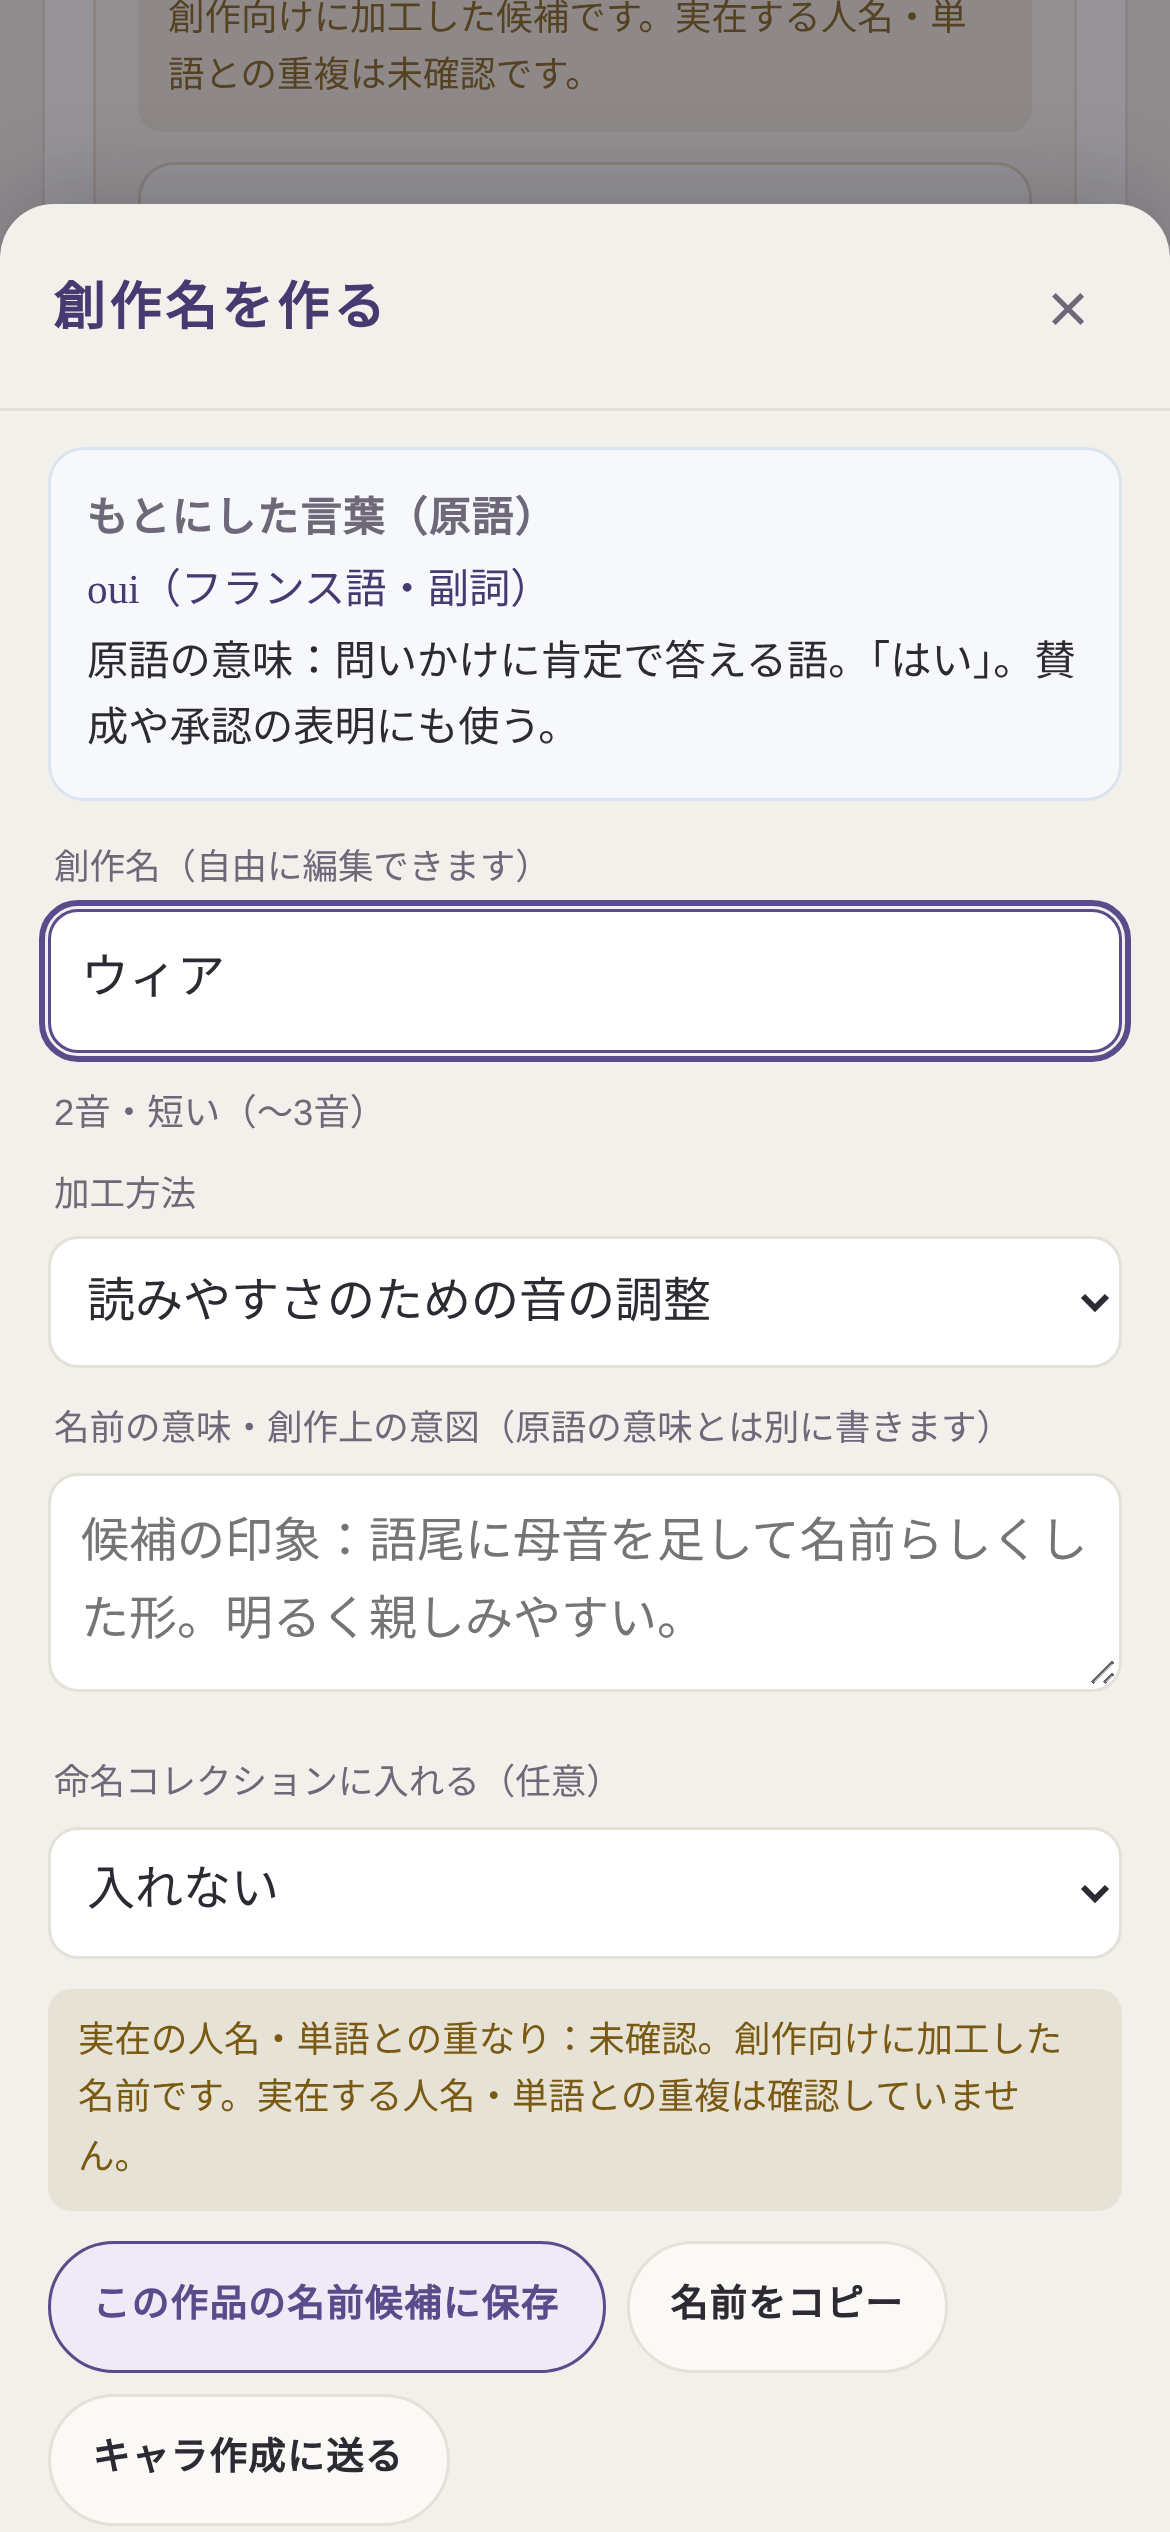 創作向けに加工した候補です。実在する人名・単
語との重複は未確認です。
創作名を作る
もとにした言葉（原語）
oui（フランス語・副詞）
原語の意味：問いかけに肯定で答える語。「はい」。賛
成や承認の表明にも使う。
創作名（自由に編集できます）
ウィア
2音・短い（〜3音）
加工方法
読みやすさのための音の調整
名前の意味・創作上の意図（原語の意味とは別に書きます）
候補の印象：語尾に母音を足して名前らしくし
た形。明るく親しみやすい。
命名コレクションに入れる（任意）
入れない
実在の人名・単語との重なり：未確認。創作向けに加工した
名前です。実在する人名・単語との重複は確認していませ
ん。
この作品の名前候補に保存
名前をコピー
キャラ作成に送る